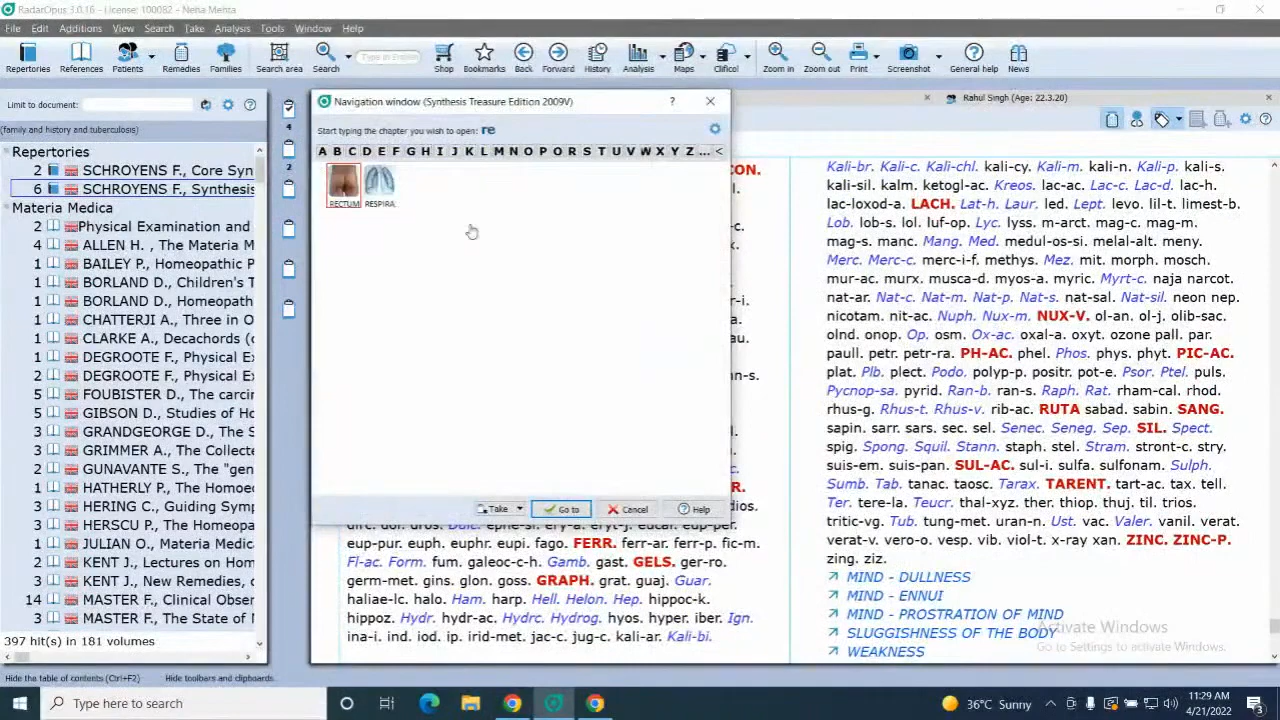 RadarOpus 3.0.16 - License: 100082 - Neha Mehta
File Edit Additions View Search Take Analysis Tools Window Help
Repertories References Patients Remedies Families Search area Search Type in English Shop Bookmarks Back Forward History Analysis Maps Clificol Zoom in Zoom out Print Screenshot General help News
Limit to document:
(family and history and tuberculosis)
Repertories
2 SCHROYENS F., Core Syn
6 SCHROYENS F., Synthesis
Materia Medica
2 Physical Examination and
4 ALLEN H. , The Materia M
1 BAILEY P., Homeopathic P
1 BORLAND D., Children's T
1 BORLAND D., Homeopath
1 CHATTERJI A., Three in O
1 CLARKE A., Decachords (
1 DEGROOTE F., Physical E
2 DEGROOTE F., Physical E
5 FOUBISTER D., The carcin
5 GIBSON D., Studies of Ho
3 GRANDGEORGE D., The S
3 GRIMMER A., The Collecte
2 GUNAVANTE S., The "gen
1 HATHERLY P., The Homoe
3 HERING C., Guiding Symp
1 HERSCU P., The Homeopa
1 JULIAN O., Materia Medic
2 KENT J., Lectures on Hom
3 KENT J., New Remedies, c
14 MASTER F., Clinical Obser
3 MASTER F., The State of
397 hit(s) in 181 volumes
4
2
Navigation window (Synthesis Treasure Edition 2009V)
Start typing the chapter you wish to open: re
A B C D E F G H I J K L M N O P Q R S T U V W X Y Z ... <
RECTUM RESPIRA
Take Go to Cancel Help
CON.
eup-pur. euph. euphr. eupi. fago. FERR. ferr-ar. ferr-p. fic-m.
Fl-ac. Form. fum. galeoc-c-h. Gamb. gast. GELS. ger-ro.
germ-met. gins. glon. goss. GRAPH. grat. guaj. Guar.
haliae-lc. halo. Ham. harp. Hell. Helon. Hep. hippoc-k.
hippoz. Hydr. hydr-ac. Hydrc. Hydrog. hyos. hyper. iber. Ign.
ina-i. ind. iod. ip. irid-met. jac-c. jug-c. kali-ar. Kali-bi.
Rahul Singh (Age: 22.3.20)
Kali-br. Kali-c. Kali-chl. kali-cy. Kali-m. kali-n. Kali-p. kali-s.
kali-sil. kalm. ketogl-ac. Kreos. lac-ac. Lac-c. Lac-d. lac-h.
lac-loxod-a. LACH. Lat-h. Laur. led. Lept. levo. lil-t. limest-b.
Lob. lob-s. lol. luf-op. Lyc. lyss. m-arct. mag-c. mag-m.
mag-s. manc. Mang. Med. medul-os-si. melal-alt. meny.
Merc. Merc-c. merc-i-f. methys. Mez. mit. morph. mosch.
mur-ac. murx. musca-d. myos-a. myric. Myrt-c. naja narcot.
nat-ar. Nat-c. Nat-m. Nat-p. Nat-s. nat-sal. Nat-sil. neon nep.
nicotam. nit-ac. Nuph. Nux-m. NUX-V. ol-an. ol-j. olib-sac.
olnd. onop. Op. osm. Ox-ac. oxal-a. oxyt. ozone pall. par.
paull. petr. petr-ra. PH-AC. phel. Phos. phys. phyt. PIC-AC.
plat. Plb. plect. Podo. polyp-p. positr. pot-e. Psor. Ptel. puls.
Pycnop-sa. pyrid. Ran-b. ran-s. Raph. Rat. rham-cal. rhod.
rhus-g. Rhus-t. Rhus-v. rib-ac. RUTA sabad. sabin. SANG.
sapin. sarr. sars. sec. sel. Senec. Seneg. Sep. SIL. Spect.
spig. Spong. Squil. Stann. staph. stel. Stram. stront-c. stry.
suis-em. suis-pan. SUL-AC. sul-i. sulfa. sulfonam. Sulph.
Sumb. Tab. tanac. taosc. Tarax. TARENT. tart-ac. tax. tell.
Ter. tere-la. Teucr. thal-xyz. ther. thiop. thuj. til. trios.
tritic-vg. Tub. tung-met. uran-n. Ust. vac. Valer. vanil. verat.
verat-v. vero-o. vesp. vib. viol-t. x-ray xan. ZINC. ZINC-P.
zing. ziz.
MIND - DULLNESS
MIND - ENNUI
MIND - PROSTRATION OF MIND
SLUGGISHNESS OF THE BODY
WEAKNESS
Activate Windows
Go to Settings to activate Windows.
Hide the table of contents (Ctrl+F2) Hide toolbars and clipboards.
Type here to search
36°C Sunny
11:29 AM
4/21/2022
3